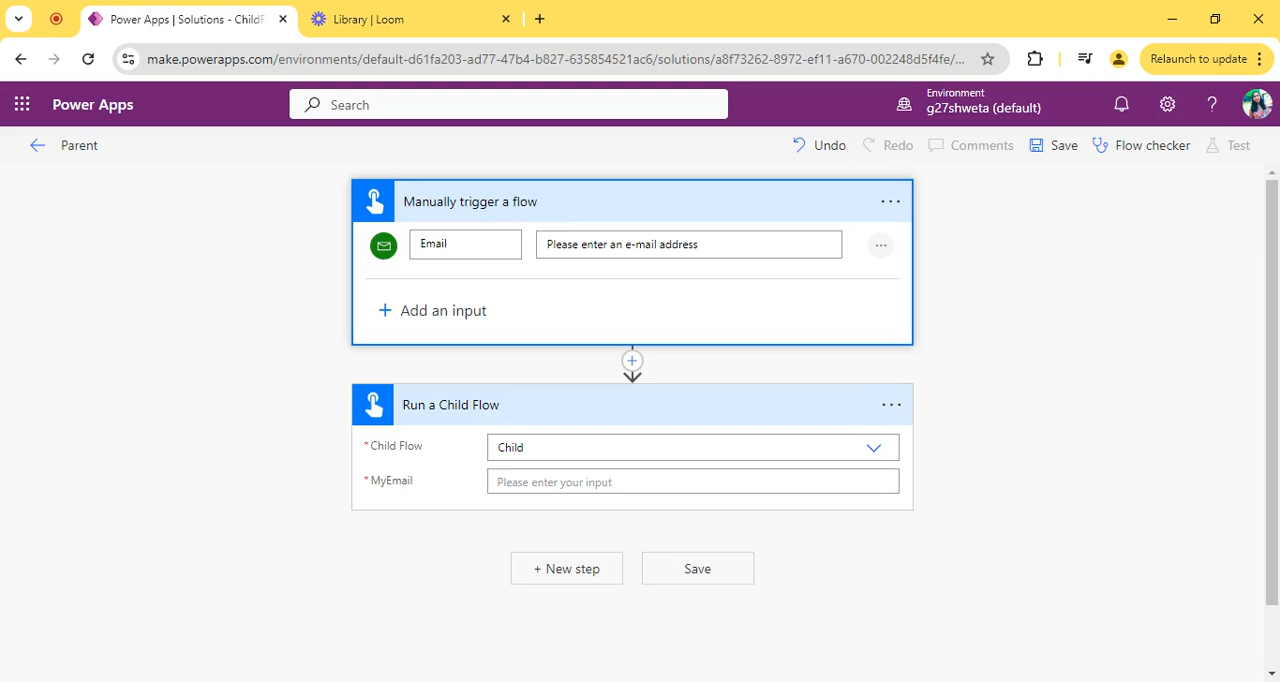 Power Apps | Solutions - ChildF
Library | Loom
make.powerapps.com/environments/default-d61fa203-ad77-47b4-b827-635854521ac6/solutions/a8f73262-8972-ef11-a670-002248d5f4fe/...
Relaunch to update
Power Apps
Search
Environment
g27shweta (default)
Parent
Undo
Redo
Comments
Save
Flow checker
Test
Manually trigger a flow
Email
Please enter an e-mail address
+ Add an input
Run a Child Flow
*Child Flow
Child
*MyEmail
Please enter your input
+ New step
Save